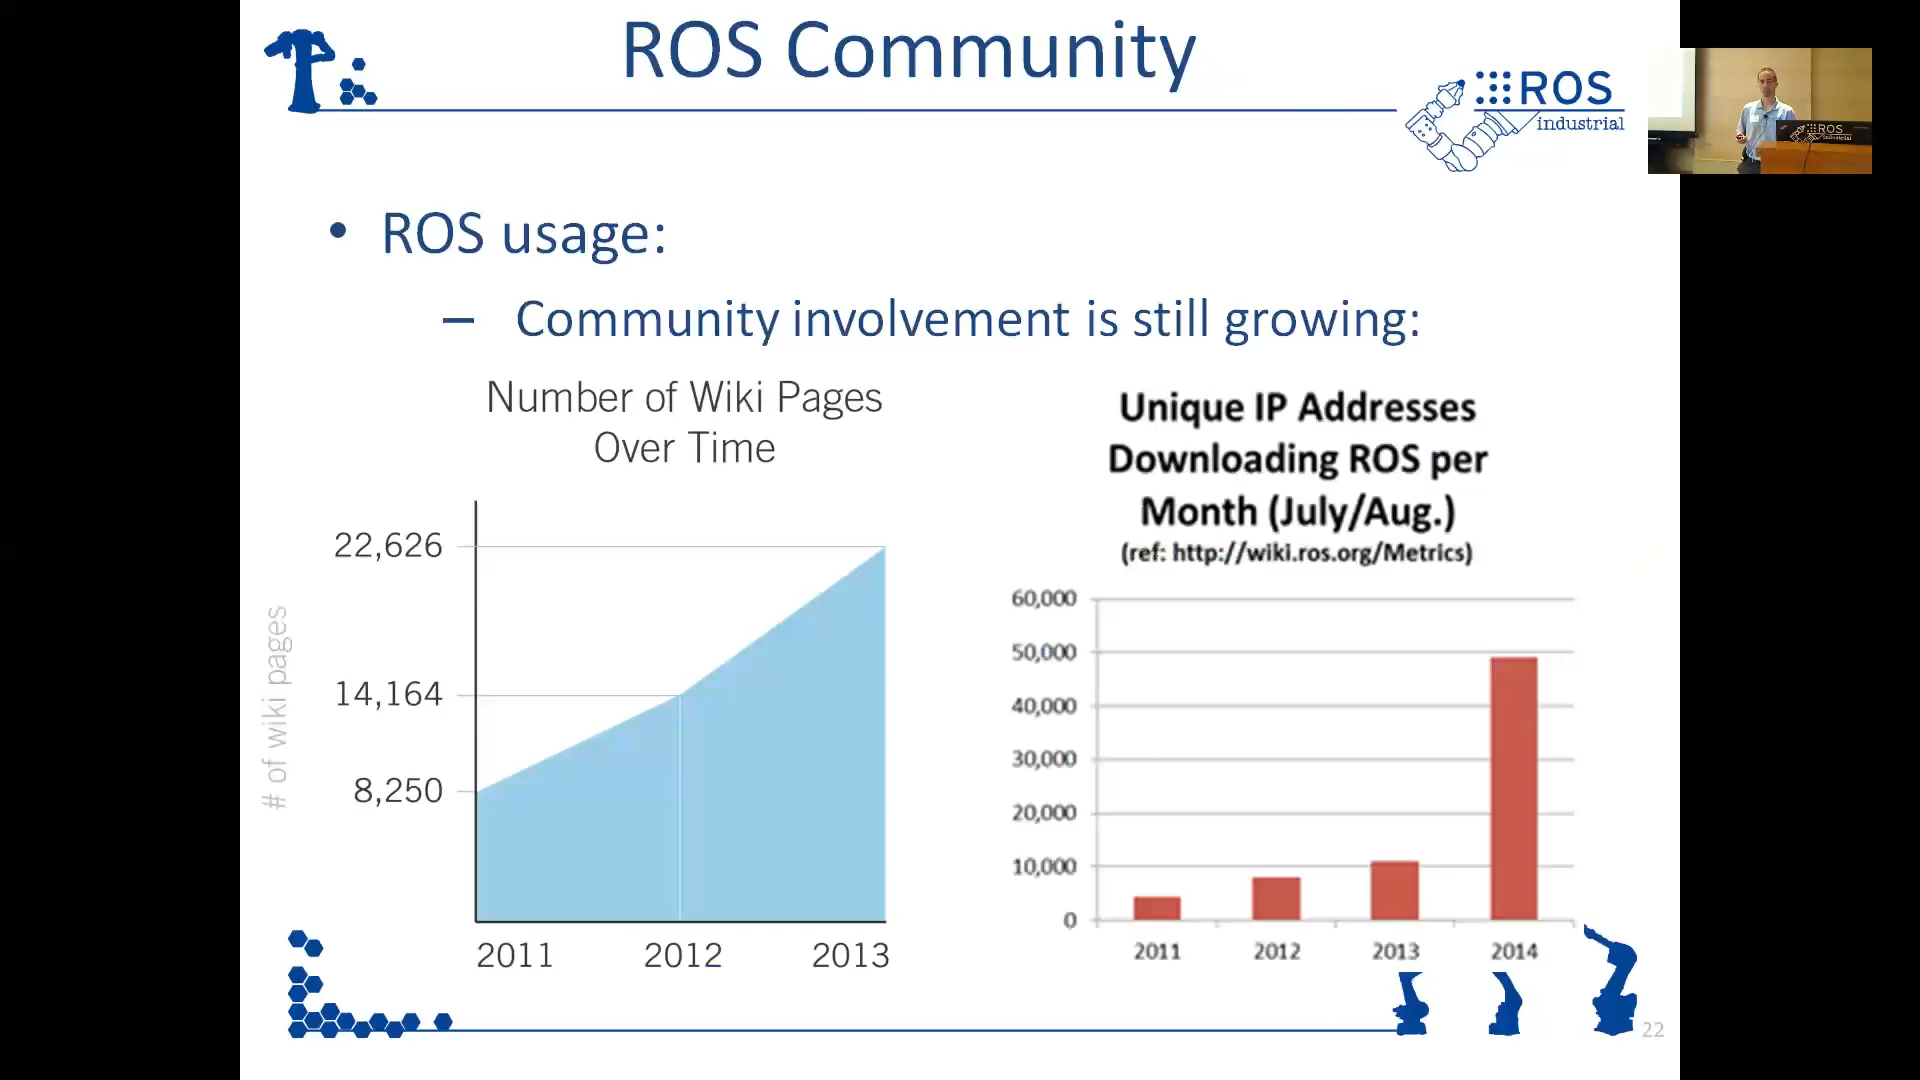 ROS Community
ROS
industrial
ROS
industrial
• ROS usage:
– Community involvement is still growing:
Number of Wiki Pages
Over Time
# of wiki pages
22,626
14,164
8,250
2011 2012 2013
Unique IP Addresses
Downloading ROS per
Month (July/Aug.)
(ref: http://wiki.ros.org/Metrics)
60,000
50,000
40,000
30,000
20,000
10,000
0
2011 2012 2013 2014
22